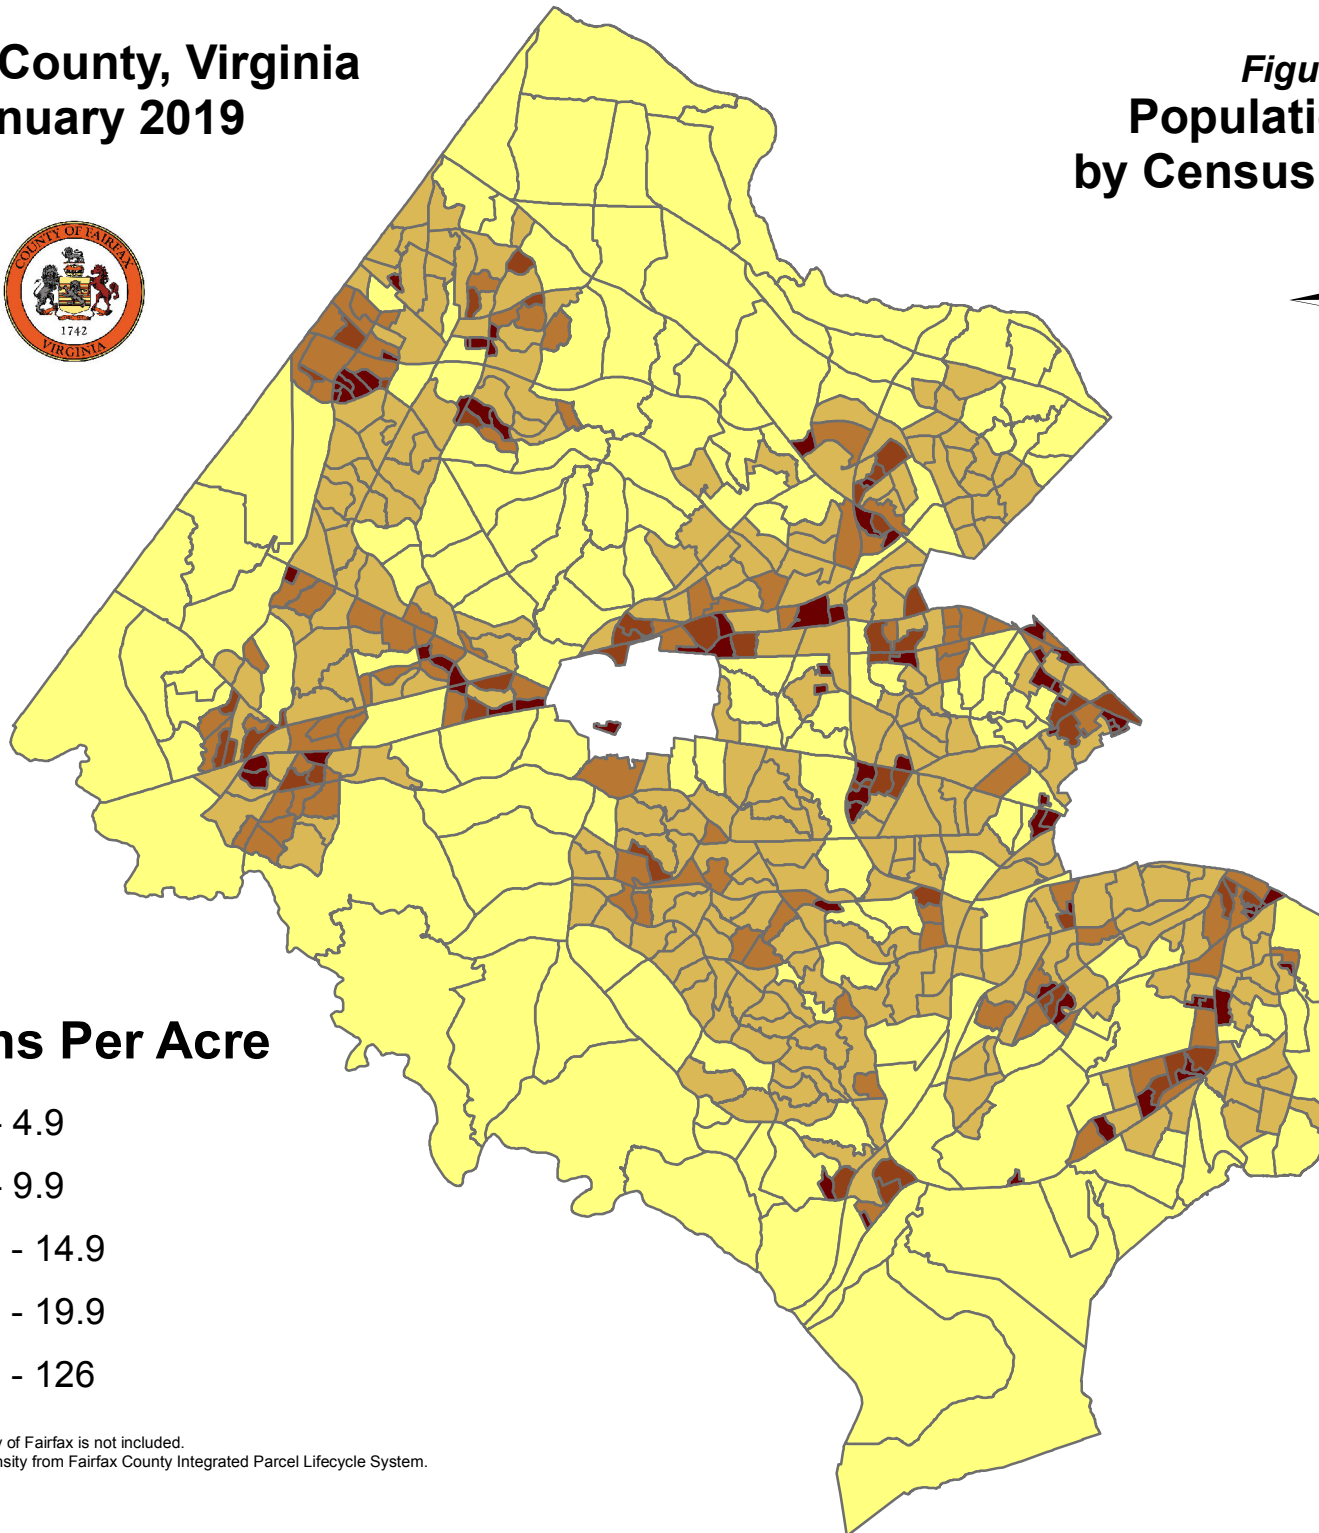 County, Virginia
nuary 2019
Figu
Populati
by Census
COUNTY OF FAIRFAX
1742
VIRGINIA
ns Per Acre
- 4.9
- 9.9
- 14.9
- 19.9
- 126
y of Fairfax is not included.
nsity from Fairfax County Integrated Parcel Lifecycle System.